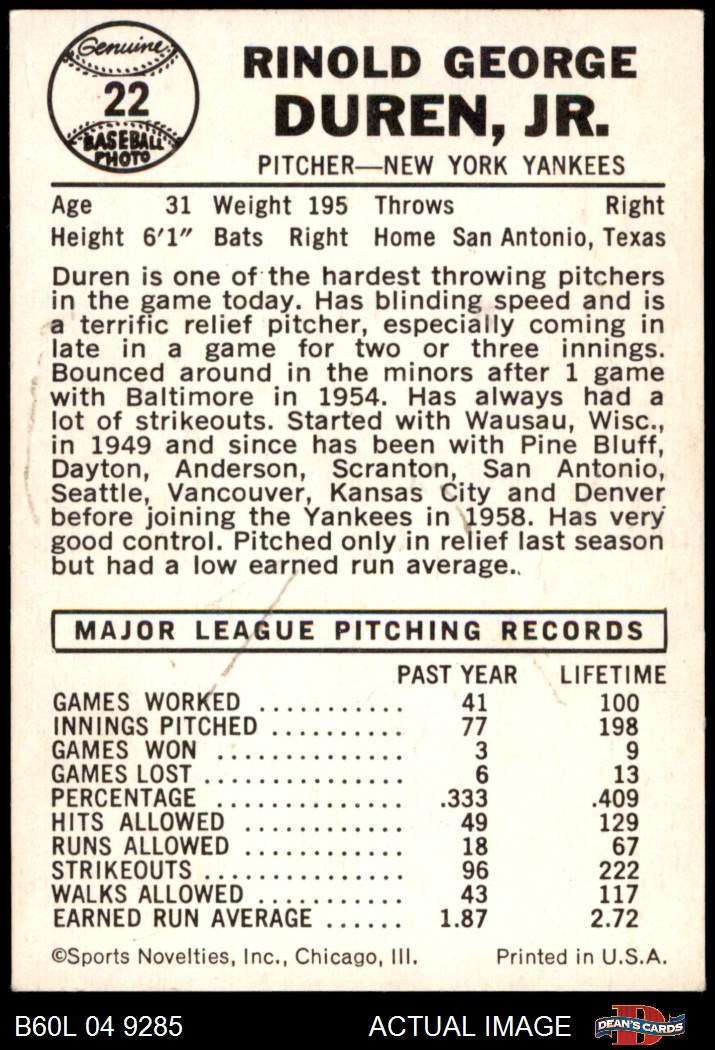 Genuine
22
BASEBALL
PHOTO
RINOLD GEORGE
DUREN, JR.
PITCHER—NEW YORK YANKEES
Age 31 Weight 195 Throws Right
Height 6'1" Bats Right Home San Antonio, Texas
Duren is one of the hardest throwing pitchers
in the game today. Has blinding speed and is
a terrific relief pitcher, especially coming in
late in a game for two or three innings.
Bounced around in the minors after 1 game
with Baltimore in 1954. Has always had a
lot of strikeouts. Started with Wausau, Wisc.,
in 1949 and since has been with Pine Bluff,
Dayton, Anderson, Scranton, San Antonio,
Seattle, Vancouver, Kansas City and Denver
before joining the Yankees in 1958. Has very
good control. Pitched only in relief last season
but had a low earned run average..
MAJOR LEAGUE PITCHING RECORDS
PAST YEAR LIFETIME
GAMES WORKED ........... 41 100
INNINGS PITCHED .......... 77 198
GAMES WON .............. 3 9
GAMES LOST ............... 6 13
PERCENTAGE .............. .333 .409
HITS ALLOWED ............ 49 129
RUNS ALLOWED ............ 18 67
STRIKEOUTS ................ 96 222
WALKS ALLOWED ............ 43 117
EARNED RUN AVERAGE ...... 1.87 2.72
©Sports Novelties, Inc., Chicago, Ill. Printed in U.S.A.
B60L 04 9285 ACTUAL IMAGE D DEAN'S CARDS